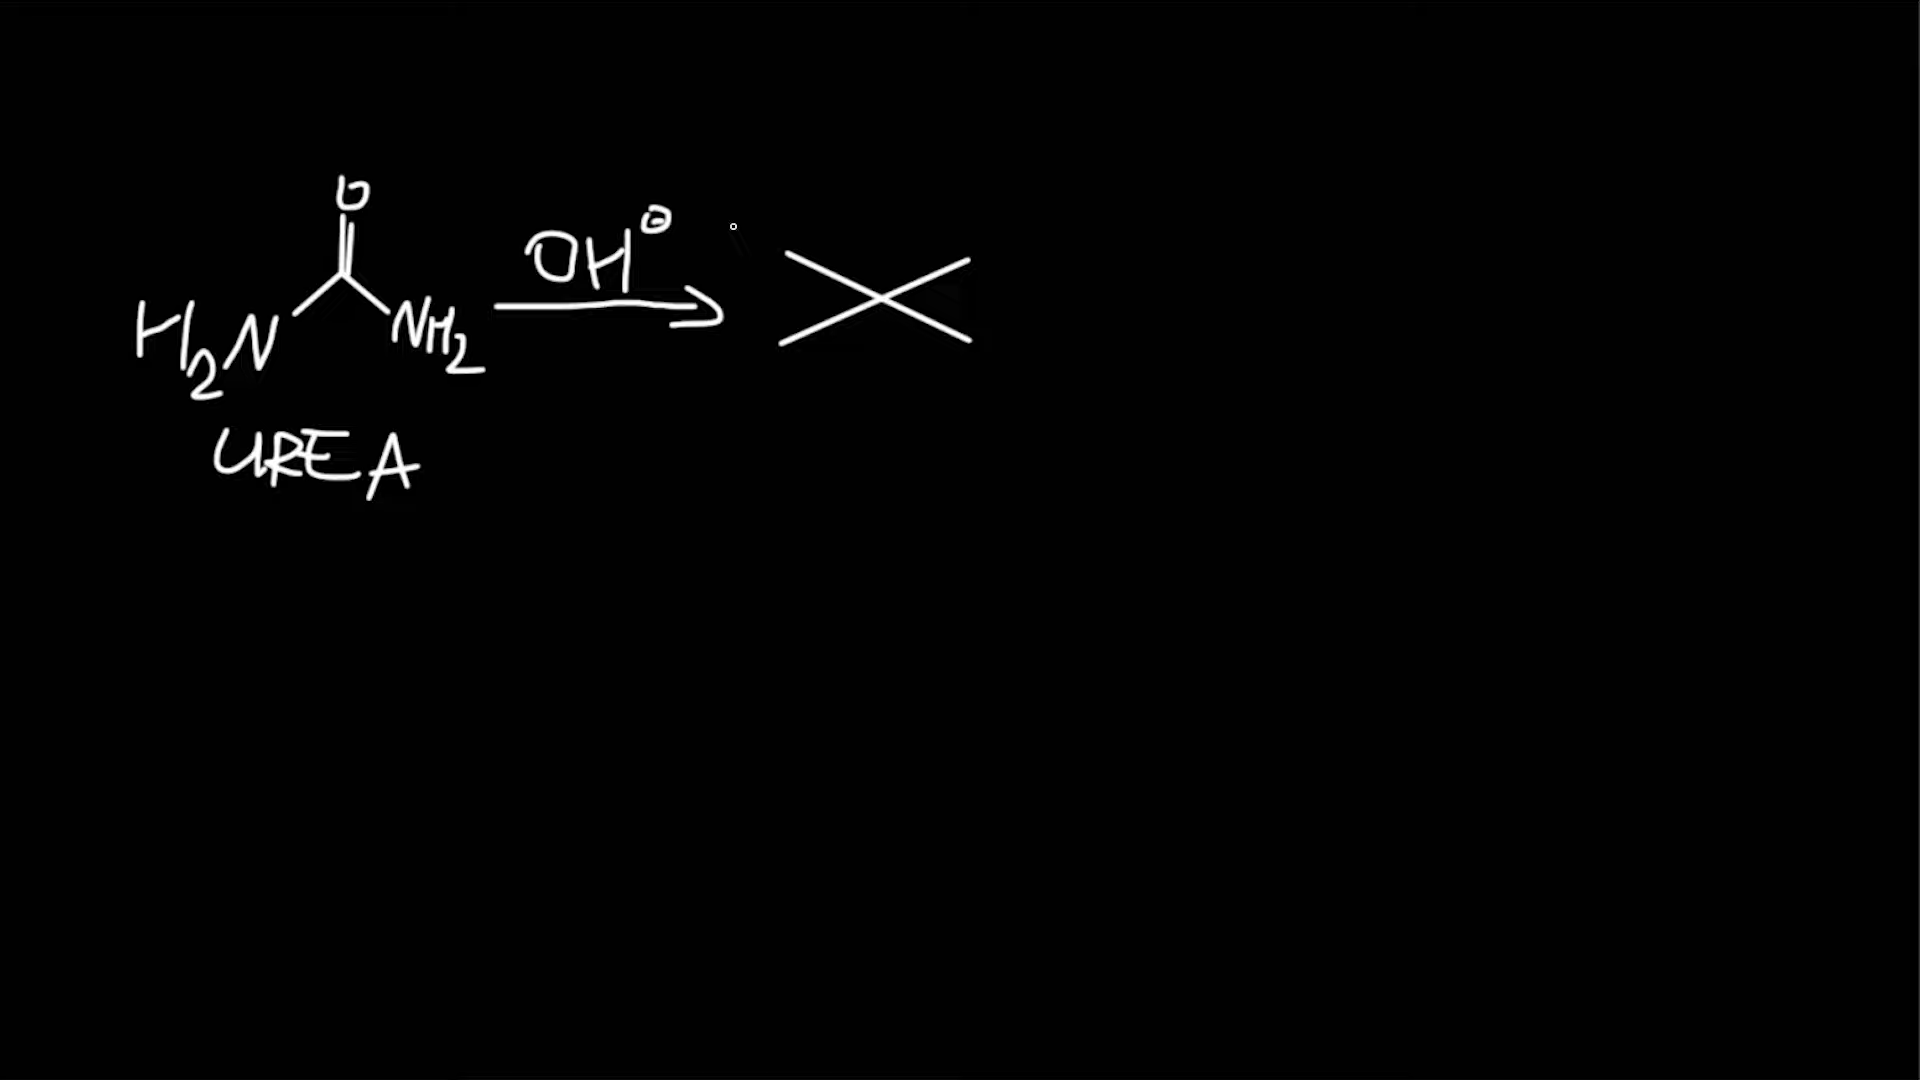 O
OH⊖
H₂N NH₂
UREA